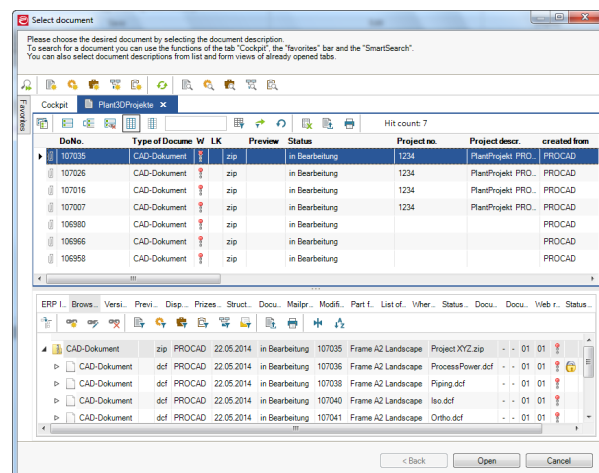 Select document
Please choose the desired document by selecting the document description.
To search for a document you can use the functions of the tab "Cockpit", the "favorites" bar and the "SmartSearch".
You can also select document descriptions from list and form views of already opened tabs.
Favorites
Cockpit Plant3DProjekte
Hit count: 7
DoNo. Type of Docume W LK Preview Status Project no. Project descr. created from
107035 CAD-Dokument zip in Bearbeitung 1234 PlantProjekt PRO... PROCAD
107026 CAD-Dokument zip in Bearbeitung 1234 PlantProjekt PRO... PROCAD
107016 CAD-Dokument zip in Bearbeitung 1234 PlantProjekt PRO... PROCAD
107007 CAD-Dokument zip in Bearbeitung 1234 PlantProjekt PRO... PROCAD
106980 CAD-Dokument zip in Bearbeitung PROCAD
106966 CAD-Dokument zip in Bearbeitung PROCAD
106958 CAD-Dokument zip in Bearbeitung PROCAD
ERP I... Brows... Versi... Previ... Disp... Prizes... Struct... Docu... Mailpr... Modifi... Part f... List of... Wher... Status... Docu... Docu... Web r... Status...
CAD-Dokument zip PROCAD 22.05.2014 in Bearbeitung 107035 Frame A2 Landscape Project XYZ.zip - - 01 01
CAD-Dokument dcf PROCAD 22.05.2014 in Bearbeitung 107036 Frame A2 Landscape ProcessPower.dcf - - 01 01
CAD-Dokument dcf PROCAD 22.05.2014 in Bearbeitung 107038 Frame A2 Landscape Piping.dcf - - 01 01
CAD-Dokument dcf PROCAD 22.05.2014 in Bearbeitung 107040 Frame A2 Landscape Iso.dcf - - 01 01
CAD-Dokument dcf PROCAD 22.05.2014 in Bearbeitung 107041 Frame A2 Landscape Ortho.dcf - - 01 01
< Back Open Cancel